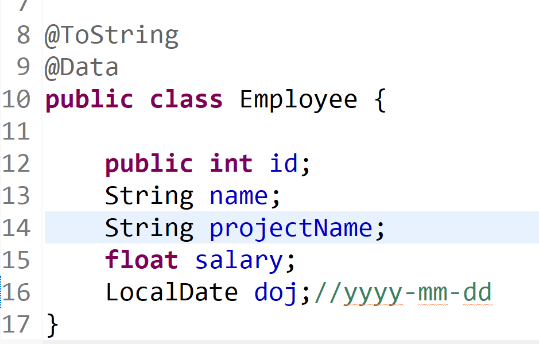 8 @ToString
9 @Data
10 public class Employee {
11
12 public int id;
13 String name;
14 String projectName;
15 float salary;
16 LocalDate doj;//yyyy-mm-dd
17 }